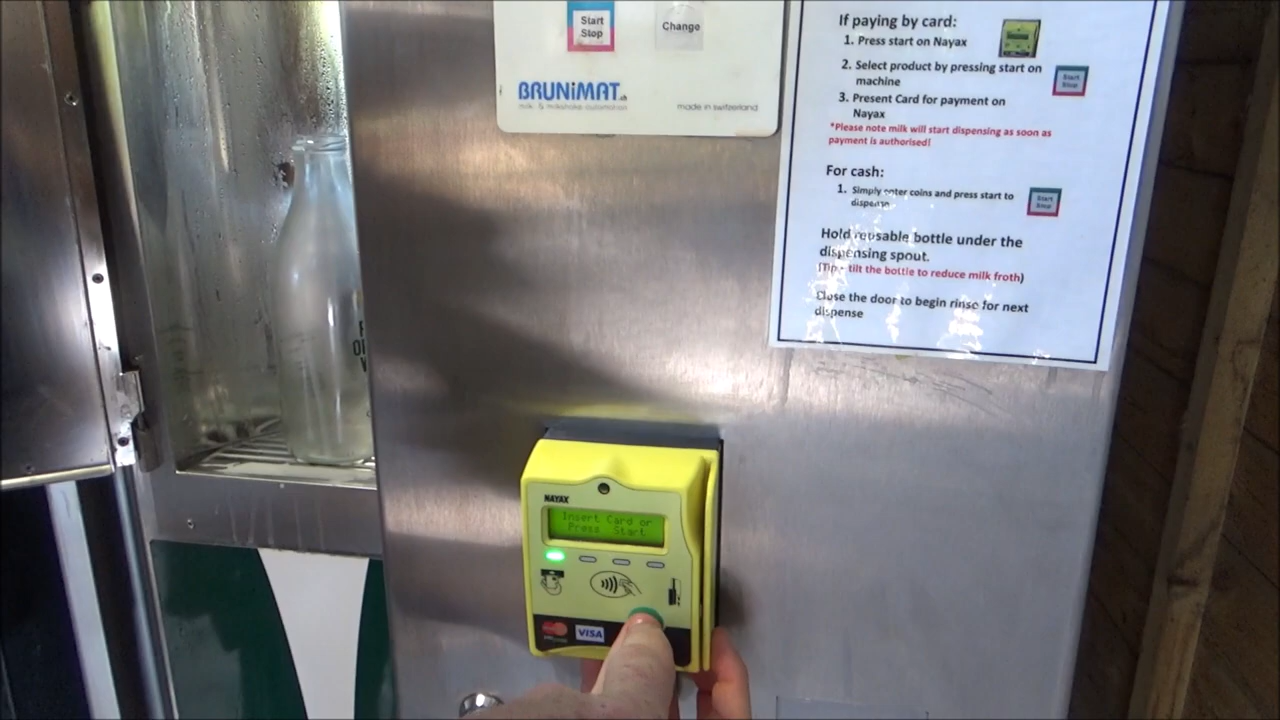 Start
Stop
Change
BRUNiMAT.ch
milk & milkshake automation
made in switzerland
If paying by card:
1. Press start on Nayax
2. Select product by pressing start on
machine
Start
Stop
3. Present Card for payment on
Nayax
*Please note milk will start dispensing as soon as
payment is authorised!
For cash:
1. Simply enter coins and press start to
dispense
Start
Stop
Hold reusable bottle under the
dispensing spout.
(Tip - tilt the bottle to reduce milk froth)
Close the door to begin rinse for next
dispense
NAYAX
Insert Card or
Press Start
VISA